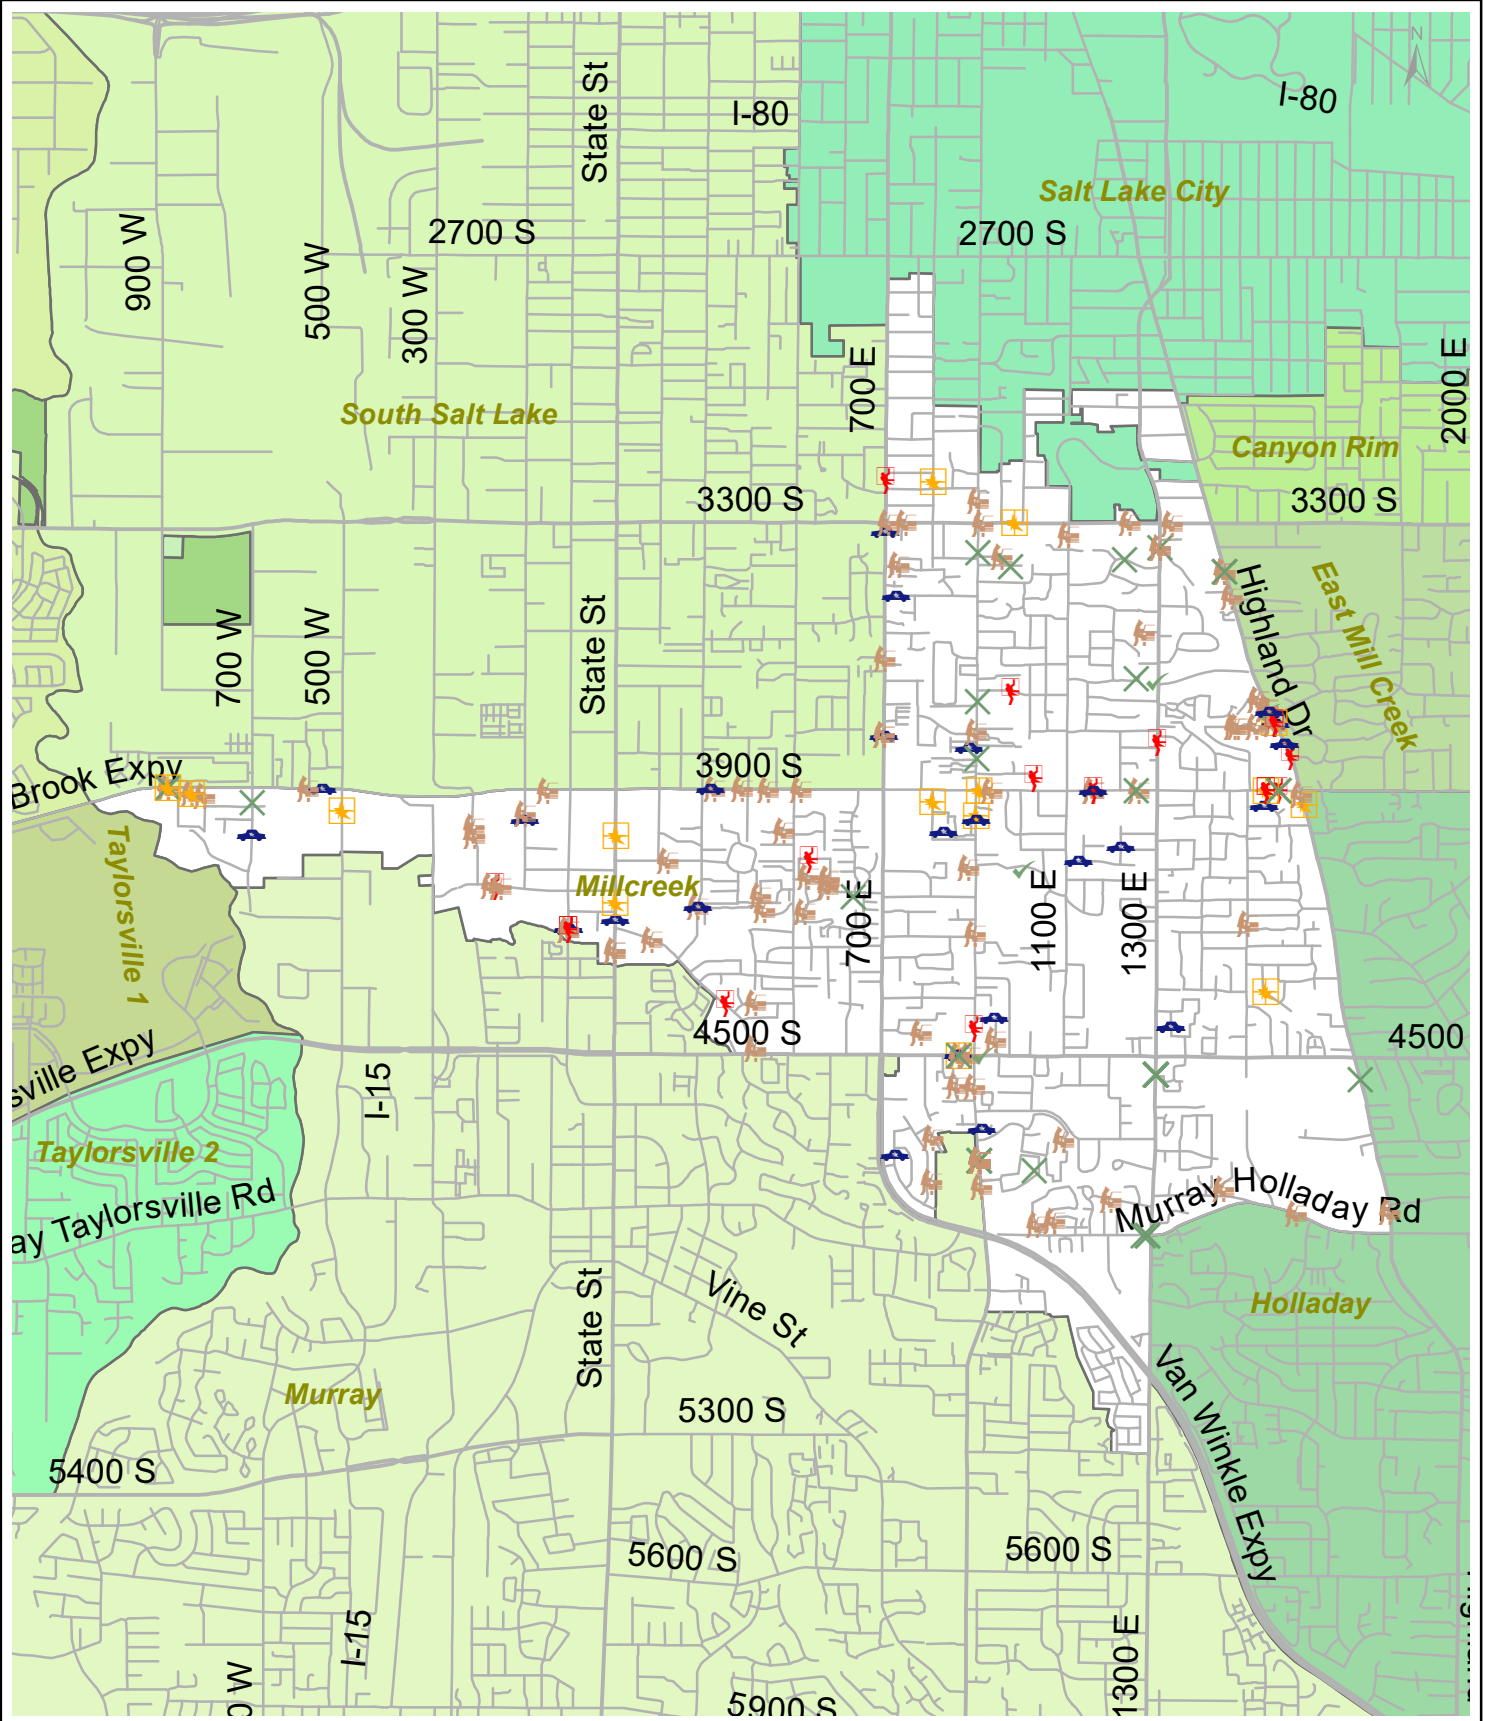 N
I-80
State St
I-80
Salt Lake City
900 W
2700 S
2700 S
500 W
300 W
700 E
2000 E
South Salt Lake
Canyon Rim
3300 S
3300 S
Highland Dr
East Mill Creek
700 W
500 W
State St
Brook Expy
3900 S
Taylorsville 1
Millcreek
700 E
1100 E
1300 E
4500 S
4500
sville Expy
I-15
Taylorsville 2
ay Taylorsville Rd
Murray Holladay Rd
State St
Vine St
Holladay
Murray
5300 S
Van Winkle Expy
5400 S
5600 S
5600 S
I-15
1300 E
0 W
5900 S